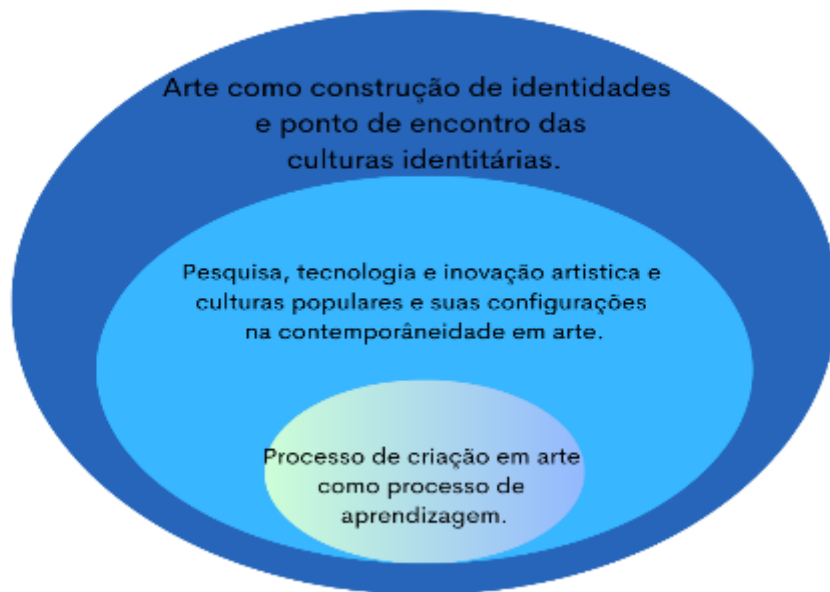 Arte como construção de identidades
e ponto de encontro das
culturas identitárias.
Pesquisa, tecnologia e inovação artistica e
culturas populares e suas configurações
na contemporâneidade em arte.
Processo de criação em arte
como processo de
aprendizagem.